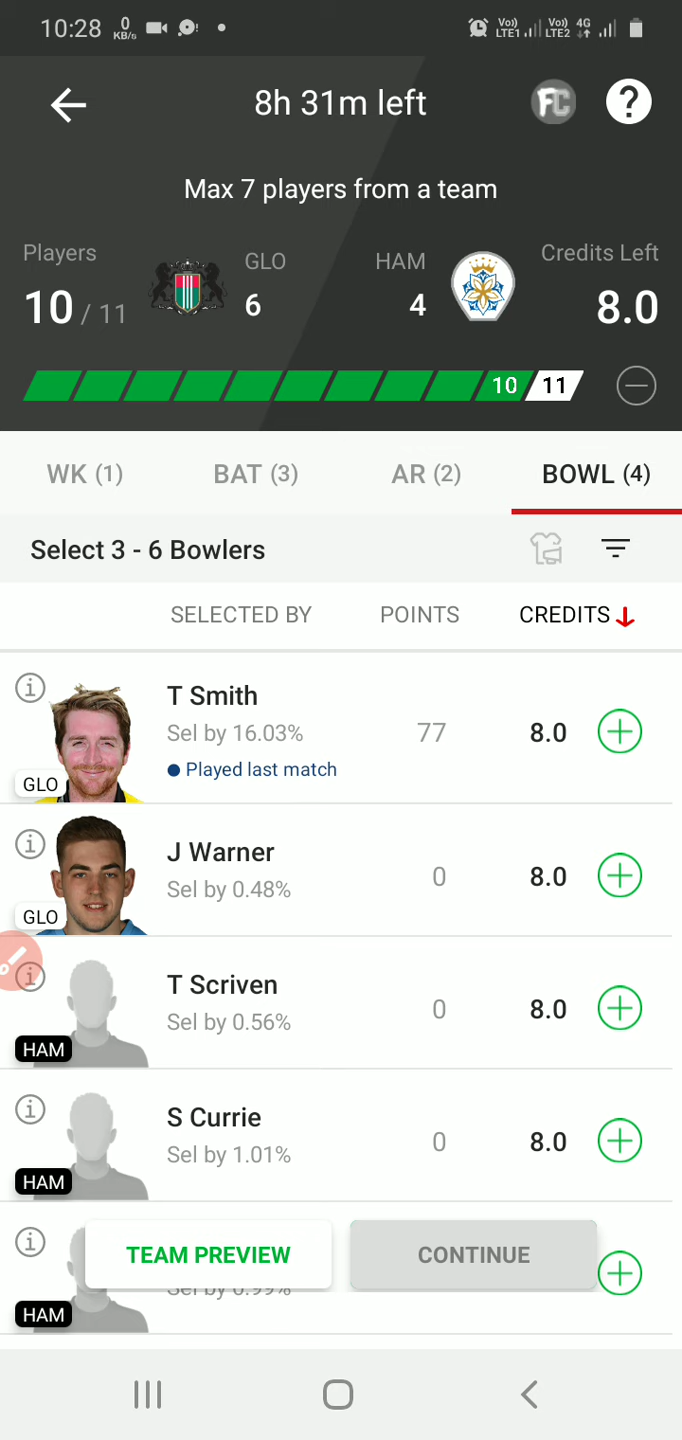 10:28 0 KB/s Vo) LTE1 Vo) LTE2 4G
8h 31m left FC ?
Max 7 players from a team
Players GLO HAM Credits Left
10 / 11 6 4 8.0
10 11
WK (1) BAT (3) AR (2) BOWL (4)
Select 3 - 6 Bowlers
SELECTED BY POINTS CREDITS
T Smith
Sel by 16.03% 77 8.0
Played last match
GLO
J Warner
Sel by 0.48% 0 8.0
GLO
T Scriven
Sel by 0.56% 0 8.0
HAM
S Currie
Sel by 1.01% 0 8.0
HAM
TEAM PREVIEW CONTINUE
Sel by 0.99%
HAM